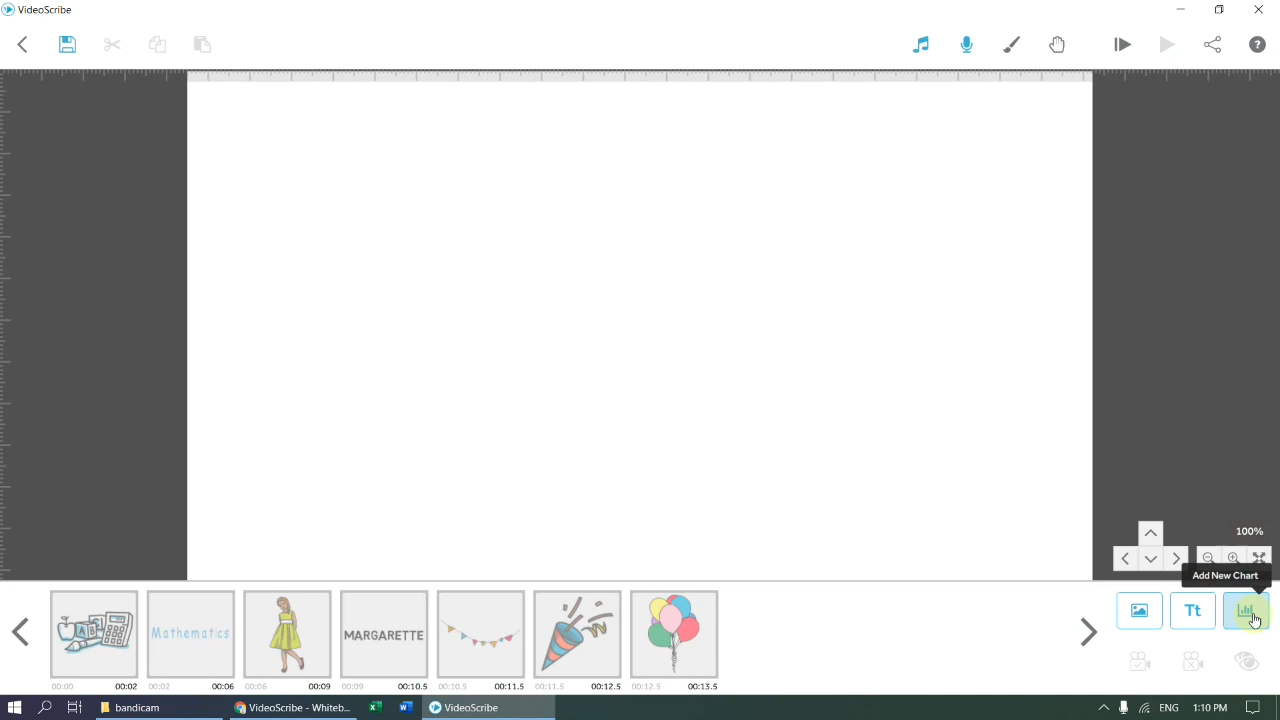 VideoScribe
100%
Add New Chart
ABC
Mathematics
MARGARETTE
Tt
00:00 00:02
00:02 00:06
00:06 00:09
00:09 00:10.5
00:10.5 00:11.5
00:11.5 00:12.5
00:12.5 00:13.5
bandicam
VideoScribe - Whiteb...
VideoScribe
ENG
1:10 PM